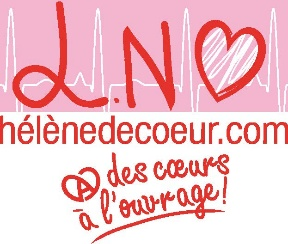 L.N
hélènedecoeur.com
des cœurs
à l'ouvrage!